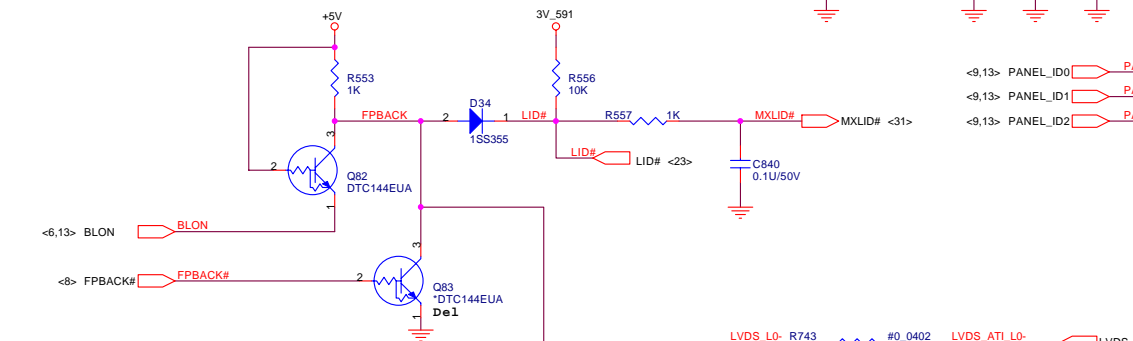 +5V
3V_591
R553
1K
R556
10K
<9,13> PANEL_ID0
<9,13> PANEL_ID1
<9,13> PANEL_ID2
3
FPBACK
2
D34
1
1SS355
LID#
R557
1K
MXLID#
MXLID# <31>
LID# <23>
C840
0.1U/50V
2
Q82
DTC144EUA
1
<6,13> BLON
BLON
3
<8> FPBACK#
FPBACK#
2
Q83
*DTC144EUA
Del
1
LVDS_L0-
R743
#0_0402
LVDS_ATI_L0-